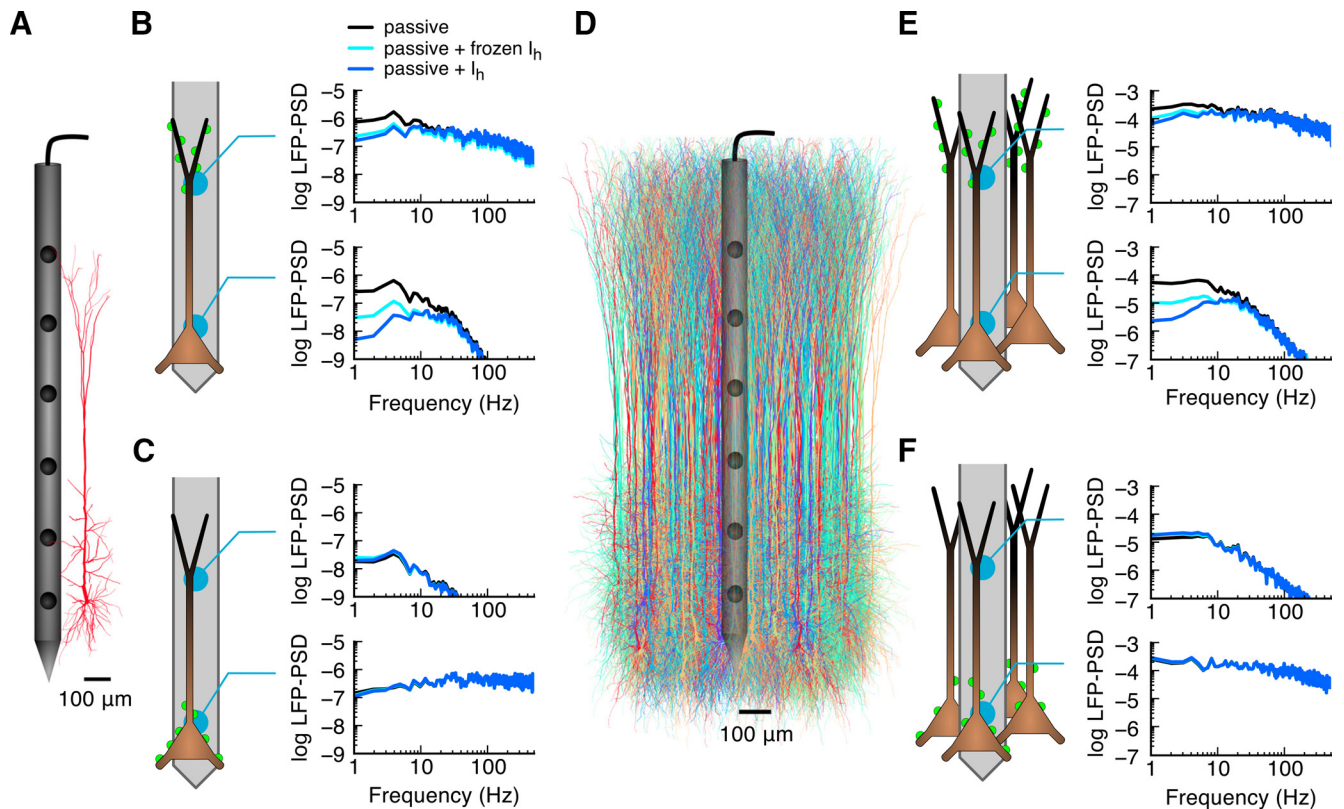 A
100 µm
B
passive
passive + frozen Ih
passive + Ih
log LFP-PSD
−5
−6
−7
−8
−9
1
10
100
log LFP-PSD
−5
−6
−7
−8
−9
1
10
100
Frequency (Hz)
C
log LFP-PSD
−5
−6
−7
−8
−9
1
10
100
log LFP-PSD
−5
−6
−7
−8
−9
1
10
100
Frequency (Hz)
D
100 µm
E
log LFP-PSD
−3
−4
−5
−6
−7
1
10
100
log LFP-PSD
−3
−4
−5
−6
−7
1
10
100
Frequency (Hz)
F
log LFP-PSD
−3
−4
−5
−6
−7
1
10
100
log LFP-PSD
−3
−4
−5
−6
−7
1
10
100
Frequency (Hz)